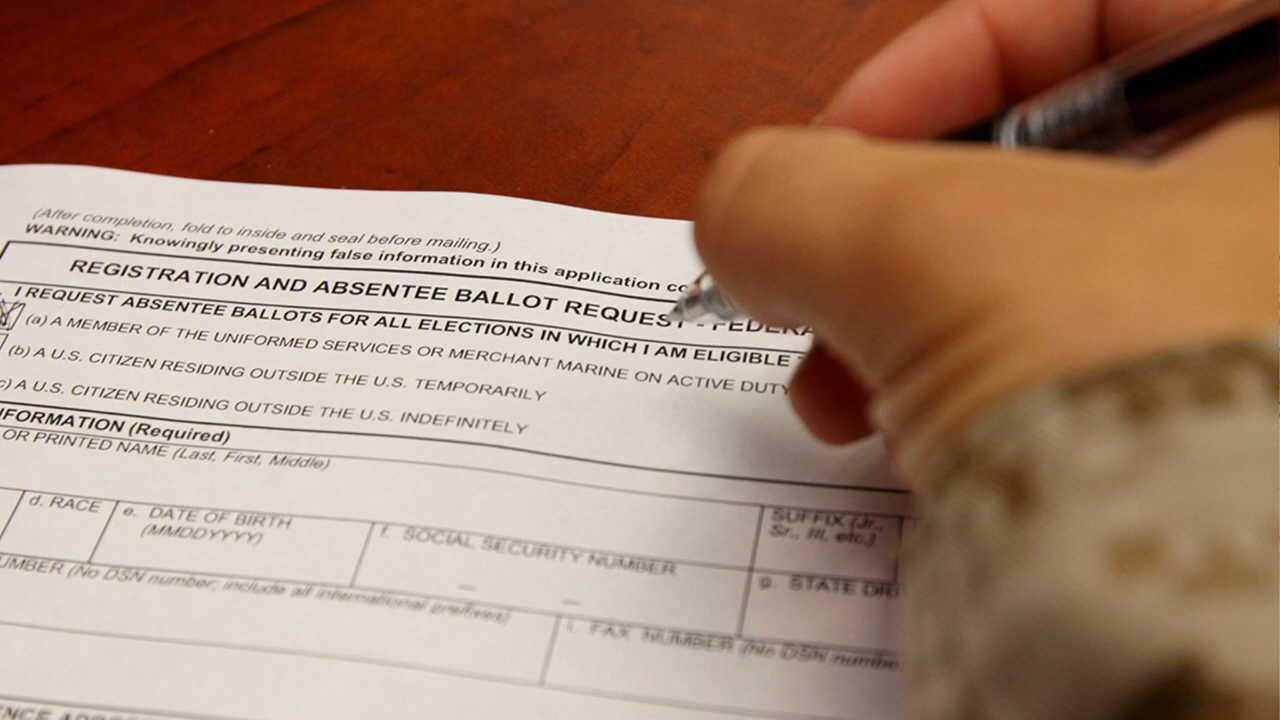 (After completion, fold to inside and seal before mailing.)
WARNING: Knowingly presenting false information in this application
REGISTRATION AND ABSENTEE BALLOT REQUEST - FEDERA
I REQUEST ABSENTEE BALLOTS FOR ALL ELECTIONS IN WHICH I AM ELIGIBLE
(a) A MEMBER OF THE UNIFORMED SERVICES OR MERCHANT MARINE ON ACTIVE DUTY
(b) A U.S. CITIZEN RESIDING OUTSIDE THE U.S. TEMPORARILY
c) A U.S. CITIZEN RESIDING OUTSIDE THE U.S. INDEFINITELY
NFORMATION (Required)
OR PRINTED NAME (Last, First, Middle)
SUFFIX (Jr., Sr., III, etc.)
d. RACE
e. DATE OF BIRTH (MMDDYYYY)
f. SOCIAL SECURITY NUMBER
g. STATE DRI
UMBER (No DSN number; include all international prefixes)
i. FAX NUMBER (No DSN numbe